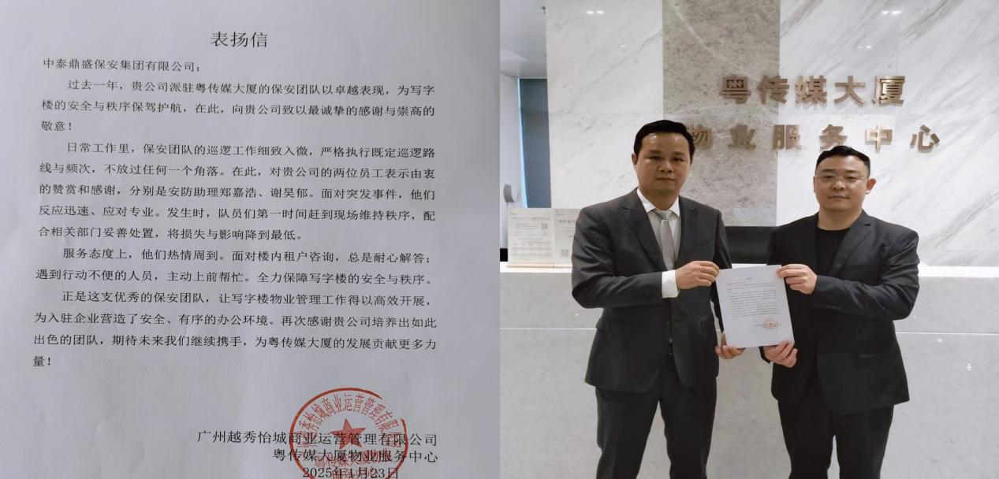 表扬信
中泰鼎盛保安集团有限公司：
过去一年，贵公司派驻粤传媒大厦的保安团队以卓越表现，为写字
楼的安全与秩序保驾护航，在此，向贵公司致以最诚挚的感谢与崇高的
敬意！
日常工作里，保安团队的巡逻工作细致入微，严格执行既定巡逻路
线与频次，不放过任何一个角落。在此，对贵公司的两位员工表示由衷
的赞赏和感谢，分别是安防助理郑嘉浩、谢昊郁。面对突发事件，他们
反应迅速、应对专业。发生时，队员们第一时间赶到现场维持秩序，配
合相关部门妥善处置，将损失与影响降到最低。
服务态度上，他们热情周到。面对楼内租户咨询，总是耐心解答；
遇到行动不便的人员，主动上前帮忙。全力保障写字楼的安全与秩序。
正是这支优秀的保安团队，让写字楼物业管理工作得以高效开展，
为入驻企业营造了安全、有序的办公环境。再次感谢贵公司培养出如此
出色的团队，期待未来我们继续携手，为粤传媒大厦的发展贡献更多力
量！
广州越秀怡城商业运营管理有限公司
粤传媒大厦物业服务中心
2025年1月23日
粤传媒大厦
物业服务中心